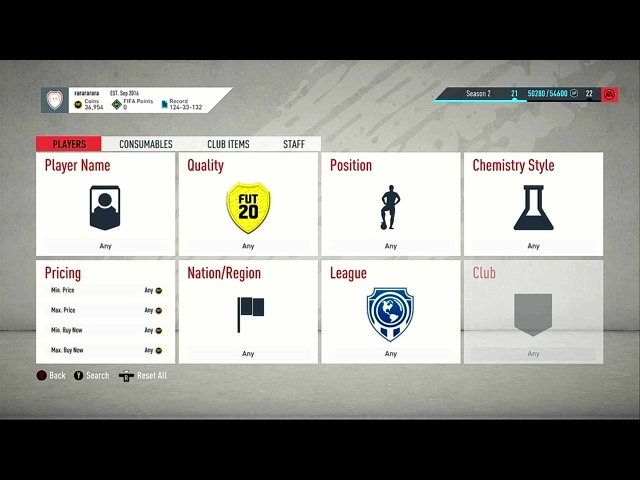 rararara EST. Sep 2016
Coins FIFA Points Record
36,954 0 124-33-132
Season 2 21 50280/54600 SP 22
PLAYERS CONSUMABLES CLUB ITEMS STAFF
Player Name Quality Position Chemistry Style
FUT
20
Any Any Any Any
Pricing Nation/Region League Club
Min. Price Any
Max. Price Any
Min. Buy Now Any
Max. Buy Now Any
Any Any Any
Back Y Search Reset All